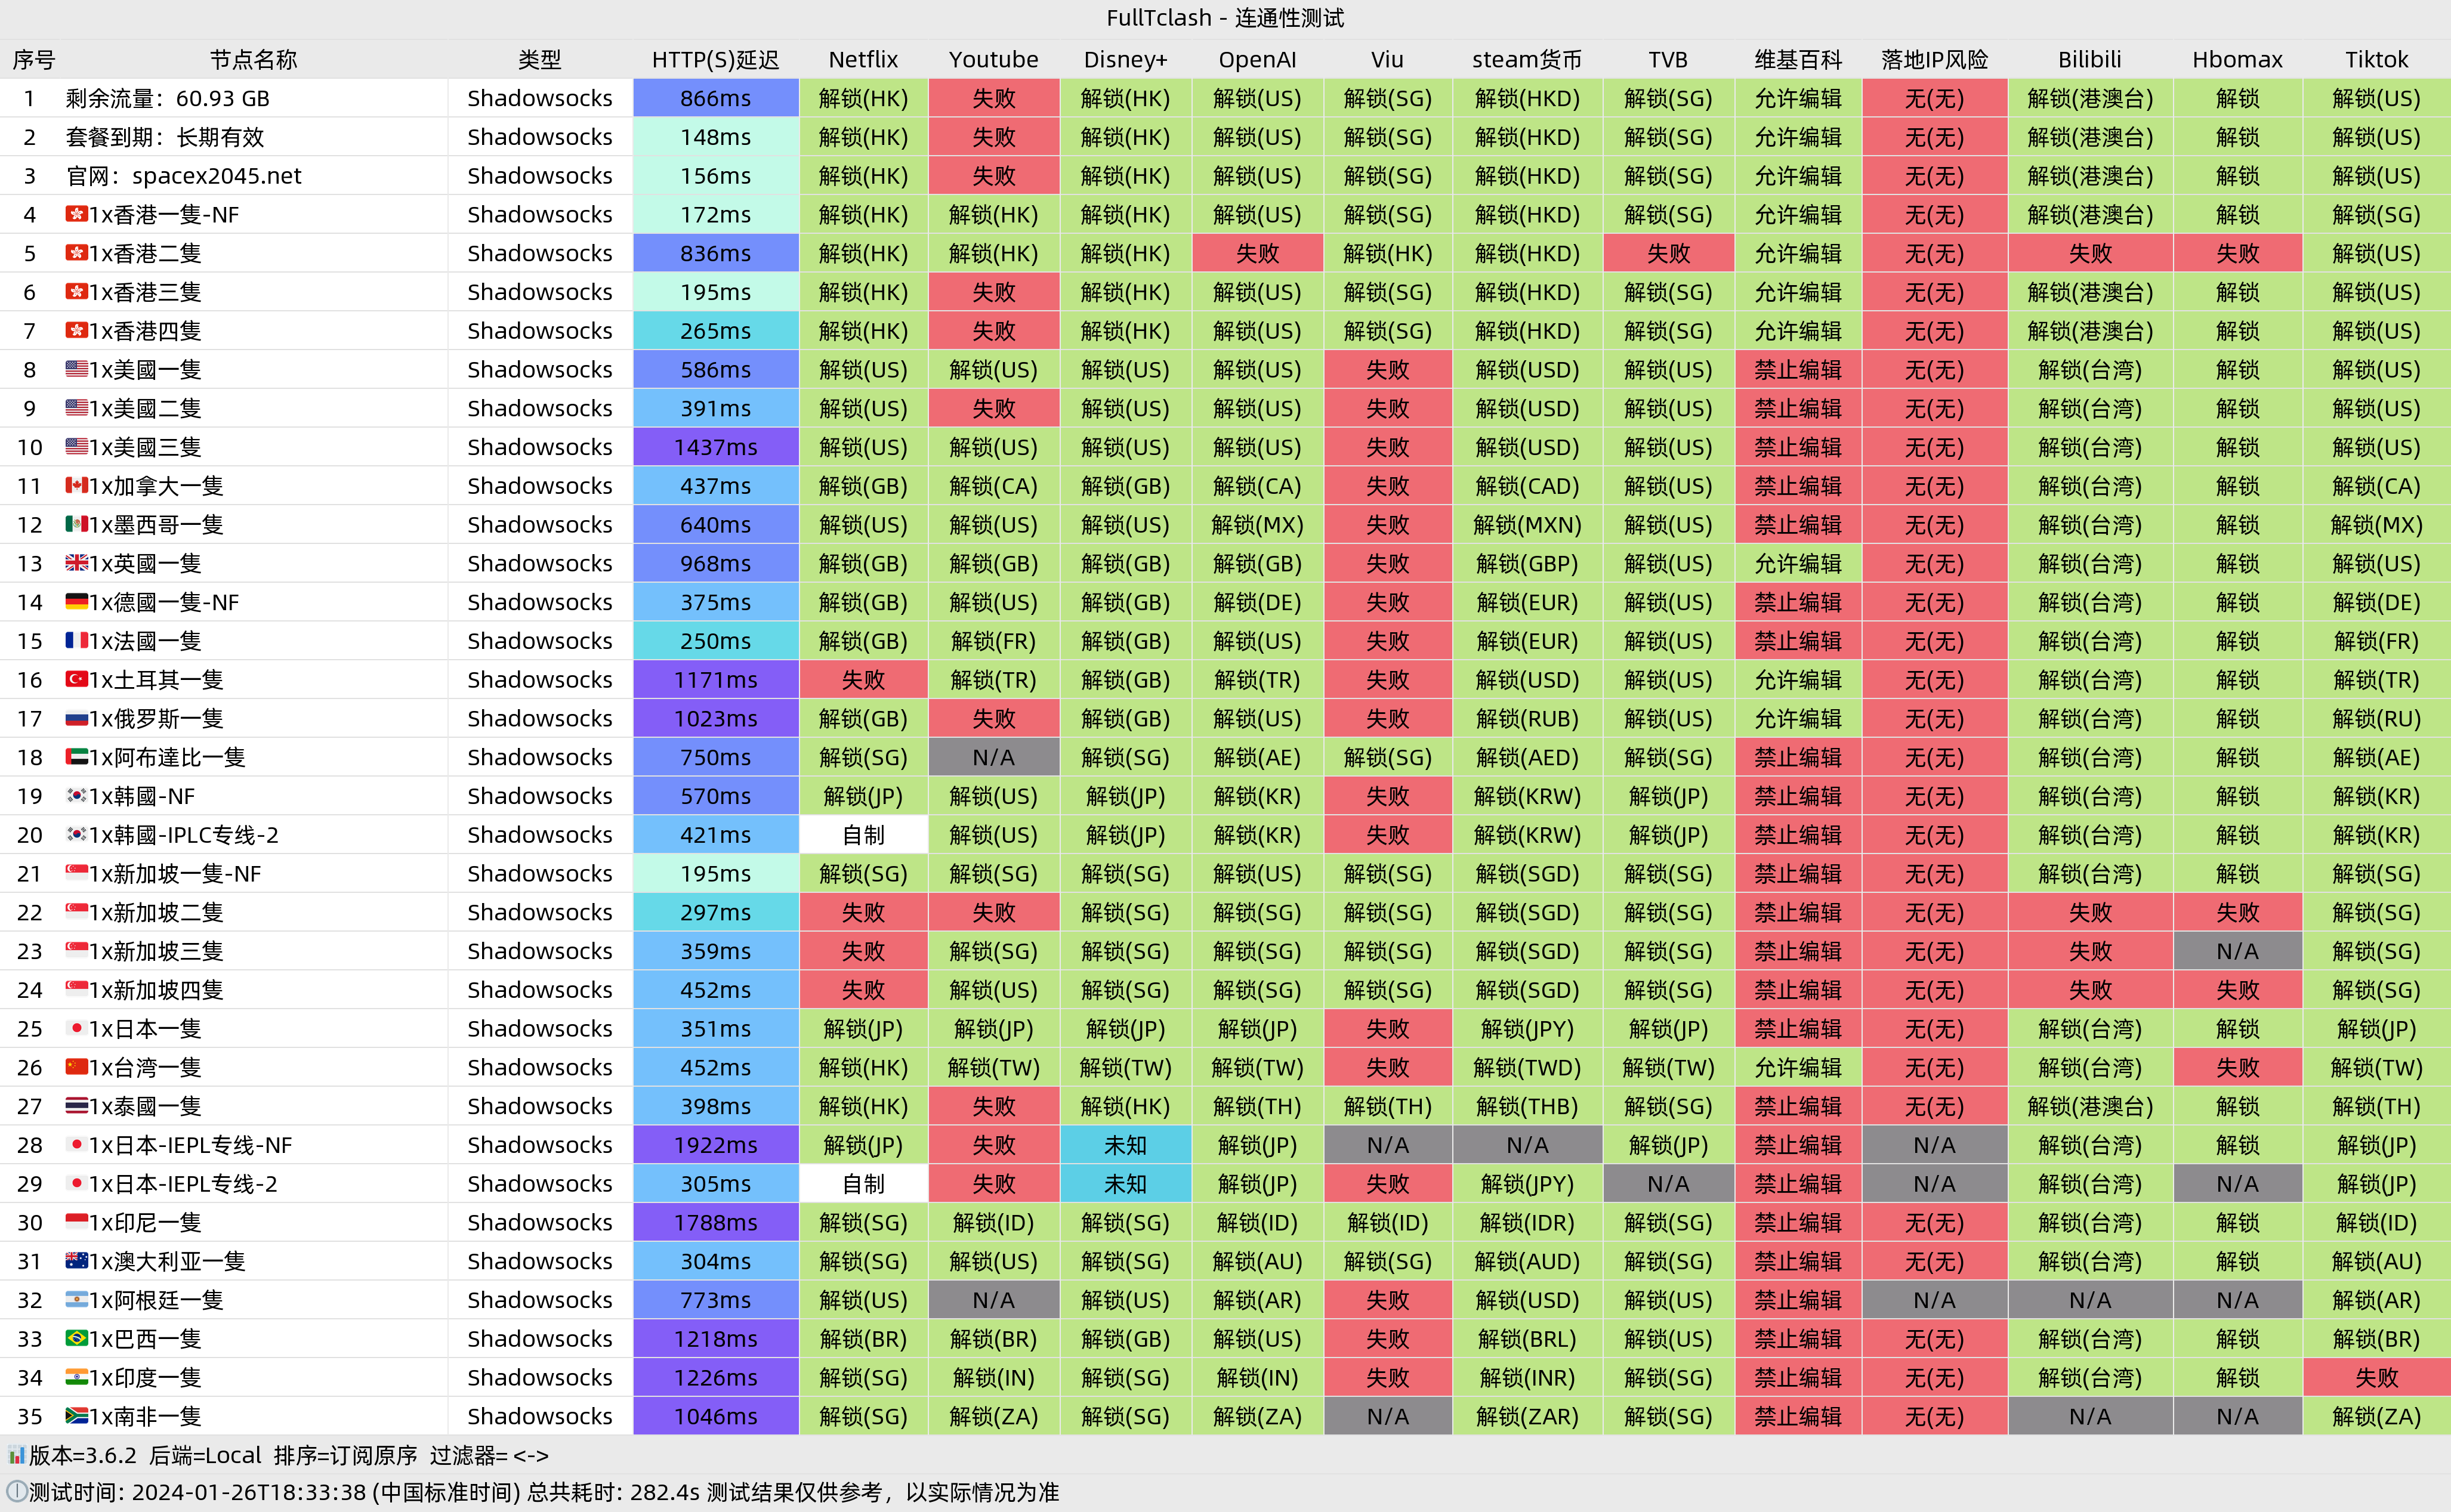 FullTclash - 连通性测试
序号 节点名称 类型 HTTP(S)延迟 Netflix Youtube Disney+ OpenAI Viu steam货币 TVB 维基百科 落地IP风险 Bilibili Hbomax Tiktok
1 剩余流量：60.93 GB Shadowsocks 866ms 解锁(HK) 失败 解锁(HK) 解锁(US) 解锁(SG) 解锁(HKD) 解锁(SG) 允许编辑 无(无) 解锁(港澳台) 解锁 解锁(US)
2 套餐到期：长期有效 Shadowsocks 148ms 解锁(HK) 失败 解锁(HK) 解锁(US) 解锁(SG) 解锁(HKD) 解锁(SG) 允许编辑 无(无) 解锁(港澳台) 解锁 解锁(US)
3 官网：spacex2045.net Shadowsocks 156ms 解锁(HK) 失败 解锁(HK) 解锁(US) 解锁(SG) 解锁(HKD) 解锁(SG) 允许编辑 无(无) 解锁(港澳台) 解锁 解锁(US)
4 1x香港一隻-NF Shadowsocks 172ms 解锁(HK) 解锁(HK) 解锁(HK) 解锁(US) 解锁(SG) 解锁(HKD) 解锁(SG) 允许编辑 无(无) 解锁(港澳台) 解锁 解锁(SG)
5 1x香港二隻 Shadowsocks 836ms 解锁(HK) 解锁(HK) 解锁(HK) 失败 解锁(HK) 解锁(HKD) 失败 允许编辑 无(无) 失败 失败 解锁(US)
6 1x香港三隻 Shadowsocks 195ms 解锁(HK) 失败 解锁(HK) 解锁(US) 解锁(SG) 解锁(HKD) 解锁(SG) 允许编辑 无(无) 解锁(港澳台) 解锁 解锁(US)
7 1x香港四隻 Shadowsocks 265ms 解锁(HK) 失败 解锁(HK) 解锁(US) 解锁(SG) 解锁(HKD) 解锁(SG) 允许编辑 无(无) 解锁(港澳台) 解锁 解锁(US)
8 1x美國一隻 Shadowsocks 586ms 解锁(US) 解锁(US) 解锁(US) 解锁(US) 失败 解锁(USD) 解锁(US) 禁止编辑 无(无) 解锁(台湾) 解锁 解锁(US)
9 1x美國二隻 Shadowsocks 391ms 解锁(US) 失败 解锁(US) 解锁(US) 失败 解锁(USD) 解锁(US) 禁止编辑 无(无) 解锁(台湾) 解锁 解锁(US)
10 1x美國三隻 Shadowsocks 1437ms 解锁(US) 解锁(US) 解锁(US) 解锁(US) 失败 解锁(USD) 解锁(US) 禁止编辑 无(无) 解锁(台湾) 解锁 解锁(US)
11 1x加拿大一隻 Shadowsocks 437ms 解锁(GB) 解锁(CA) 解锁(GB) 解锁(CA) 失败 解锁(CAD) 解锁(US) 禁止编辑 无(无) 解锁(台湾) 解锁 解锁(CA)
12 1x墨西哥一隻 Shadowsocks 640ms 解锁(US) 解锁(US) 解锁(US) 解锁(MX) 失败 解锁(MXN) 解锁(US) 禁止编辑 无(无) 解锁(台湾) 解锁 解锁(MX)
13 1x英國一隻 Shadowsocks 968ms 解锁(GB) 解锁(GB) 解锁(GB) 解锁(GB) 失败 解锁(GBP) 解锁(US) 允许编辑 无(无) 解锁(台湾) 解锁 解锁(US)
14 1x德國一隻-NF Shadowsocks 375ms 解锁(GB) 解锁(US) 解锁(GB) 解锁(DE) 失败 解锁(EUR) 解锁(US) 禁止编辑 无(无) 解锁(台湾) 解锁 解锁(DE)
15 1x法國一隻 Shadowsocks 250ms 解锁(GB) 解锁(FR) 解锁(GB) 解锁(US) 失败 解锁(EUR) 解锁(US) 禁止编辑 无(无) 解锁(台湾) 解锁 解锁(FR)
16 1x土耳其一隻 Shadowsocks 1171ms 失败 解锁(TR) 解锁(GB) 解锁(TR) 失败 解锁(USD) 解锁(US) 允许编辑 无(无) 解锁(台湾) 解锁 解锁(TR)
17 1x俄罗斯一隻 Shadowsocks 1023ms 解锁(GB) 失败 解锁(GB) 解锁(US) 失败 解锁(RUB) 解锁(US) 允许编辑 无(无) 解锁(台湾) 解锁 解锁(RU)
18 1x阿布達比一隻 Shadowsocks 750ms 解锁(SG) N/A 解锁(SG) 解锁(AE) 解锁(SG) 解锁(AED) 解锁(SG) 禁止编辑 无(无) 解锁(台湾) 解锁 解锁(AE)
19 1x韩國-NF Shadowsocks 570ms 解锁(JP) 解锁(US) 解锁(JP) 解锁(KR) 失败 解锁(KRW) 解锁(JP) 禁止编辑 无(无) 解锁(台湾) 解锁 解锁(KR)
20 1x韩國-IPLC专线-2 Shadowsocks 421ms 自制 解锁(US) 解锁(JP) 解锁(KR) 失败 解锁(KRW) 解锁(JP) 禁止编辑 无(无) 解锁(台湾) 解锁 解锁(KR)
21 1x新加坡一隻-NF Shadowsocks 195ms 解锁(SG) 解锁(SG) 解锁(SG) 解锁(US) 解锁(SG) 解锁(SGD) 解锁(SG) 禁止编辑 无(无) 解锁(台湾) 解锁 解锁(SG)
22 1x新加坡二隻 Shadowsocks 297ms 失败 失败 解锁(SG) 解锁(SG) 解锁(SG) 解锁(SGD) 解锁(SG) 禁止编辑 无(无) 失败 失败 解锁(SG)
23 1x新加坡三隻 Shadowsocks 359ms 失败 解锁(SG) 解锁(SG) 解锁(SG) 解锁(SG) 解锁(SGD) 解锁(SG) 禁止编辑 无(无) 失败 N/A 解锁(SG)
24 1x新加坡四隻 Shadowsocks 452ms 失败 解锁(US) 解锁(SG) 解锁(SG) 解锁(SG) 解锁(SGD) 解锁(SG) 禁止编辑 无(无) 失败 失败 解锁(SG)
25 1x日本一隻 Shadowsocks 351ms 解锁(JP) 解锁(JP) 解锁(JP) 解锁(JP) 失败 解锁(JPY) 解锁(JP) 禁止编辑 无(无) 解锁(台湾) 解锁 解锁(JP)
26 1x台湾一隻 Shadowsocks 452ms 解锁(HK) 解锁(TW) 解锁(TW) 解锁(TW) 失败 解锁(TWD) 解锁(TW) 允许编辑 无(无) 解锁(台湾) 失败 解锁(TW)
27 1x泰國一隻 Shadowsocks 398ms 解锁(HK) 失败 解锁(HK) 解锁(TH) 解锁(TH) 解锁(THB) 解锁(SG) 禁止编辑 无(无) 解锁(港澳台) 解锁 解锁(TH)
28 1x日本-IEPL专线-NF Shadowsocks 1922ms 解锁(JP) 失败 未知 解锁(JP) N/A N/A 解锁(JP) 禁止编辑 N/A 解锁(台湾) 解锁 解锁(JP)
29 1x日本-IEPL专线-2 Shadowsocks 305ms 自制 失败 未知 解锁(JP) 失败 解锁(JPY) N/A 禁止编辑 N/A 解锁(台湾) N/A 解锁(JP)
30 1x印尼一隻 Shadowsocks 1788ms 解锁(SG) 解锁(ID) 解锁(SG) 解锁(ID) 解锁(ID) 解锁(IDR) 解锁(SG) 禁止编辑 无(无) 解锁(台湾) 解锁 解锁(ID)
31 1x澳大利亚一隻 Shadowsocks 304ms 解锁(SG) 解锁(US) 解锁(SG) 解锁(AU) 解锁(SG) 解锁(AUD) 解锁(SG) 禁止编辑 无(无) 解锁(台湾) 解锁 解锁(AU)
32 1x阿根廷一隻 Shadowsocks 773ms 解锁(US) N/A 解锁(US) 解锁(AR) 失败 解锁(USD) 解锁(US) 禁止编辑 N/A N/A N/A 解锁(AR)
33 1x巴西一隻 Shadowsocks 1218ms 解锁(BR) 解锁(BR) 解锁(GB) 解锁(US) 失败 解锁(BRL) 解锁(US) 禁止编辑 无(无) 解锁(台湾) 解锁 解锁(BR)
34 1x印度一隻 Shadowsocks 1226ms 解锁(SG) 解锁(IN) 解锁(SG) 解锁(IN) 失败 解锁(INR) 解锁(SG) 禁止编辑 无(无) 解锁(台湾) 解锁 失败
35 1x南非一隻 Shadowsocks 1046ms 解锁(SG) 解锁(ZA) 解锁(SG) 解锁(ZA) N/A 解锁(ZAR) 解锁(SG) 禁止编辑 无(无) N/A N/A 解锁(ZA)
版本=3.6.2 后端=Local 排序=订阅原序 过滤器= <->
测试时间: 2024-01-26T18:33:38 (中国标准时间) 总共耗时: 282.4s 测试结果仅供参考，以实际情况为准